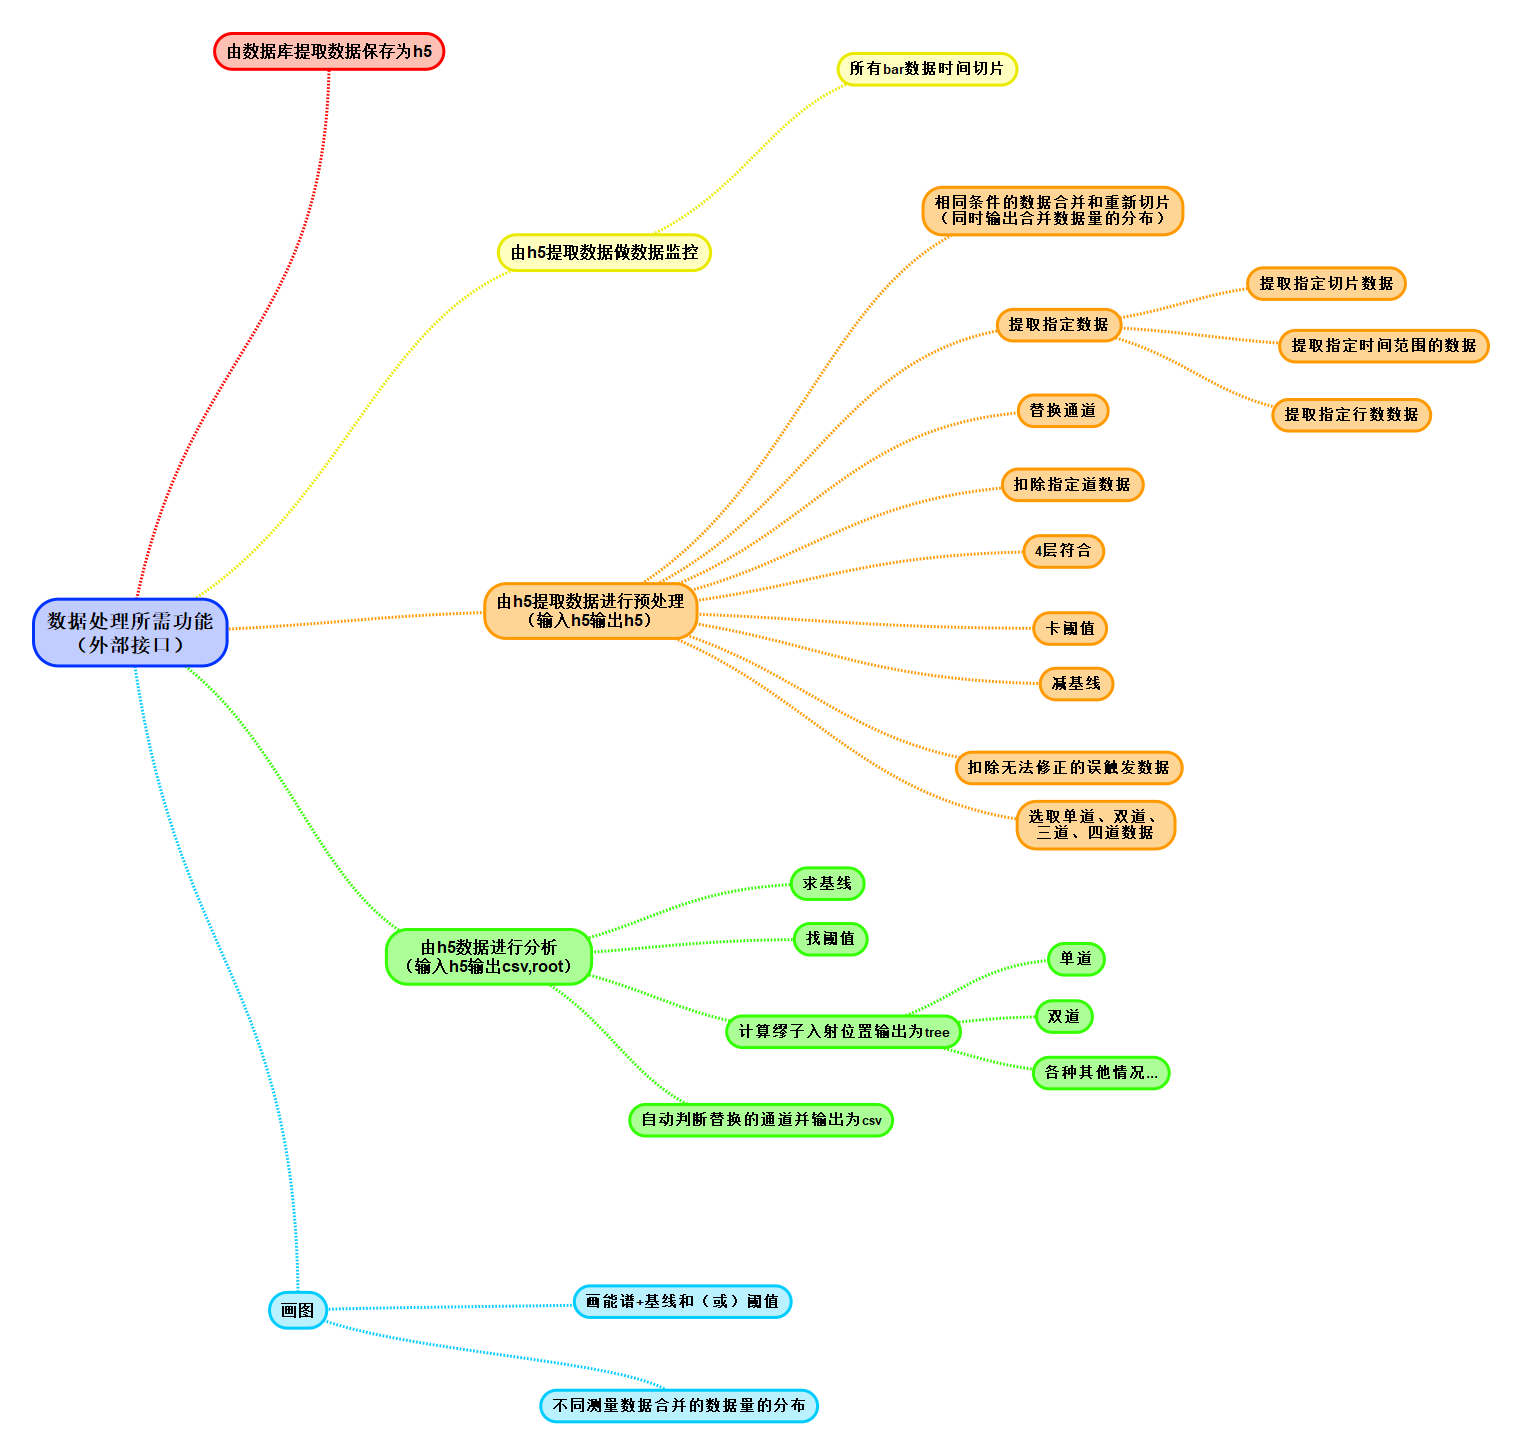 由数据库提取数据保存为h5
所有bar数据时间切片
由h5提取数据做数据监控
相同条件的数据合并和重新切片
（同时输出合并数据量的分布）
提取指定数据
提取指定切片数据
提取指定时间范围的数据
提取指定行数数据
替换通道
扣除指定道数据
4层符合
数据处理所需功能
（外部接口）
由h5提取数据进行预处理
（输入h5输出h5）
卡阈值
减基线
扣除无法修正的误触发数据
选取单道、双道、
三道、四道数据
求基线
找阈值
由h5数据进行分析
（输入h5输出csv,root）
单道
双道
计算缪子入射位置输出为tree
各种其他情况...
自动判断替换的通道并输出为csv
画图
画能谱+基线和（或）阈值
不同测量数据合并的数据量的分布